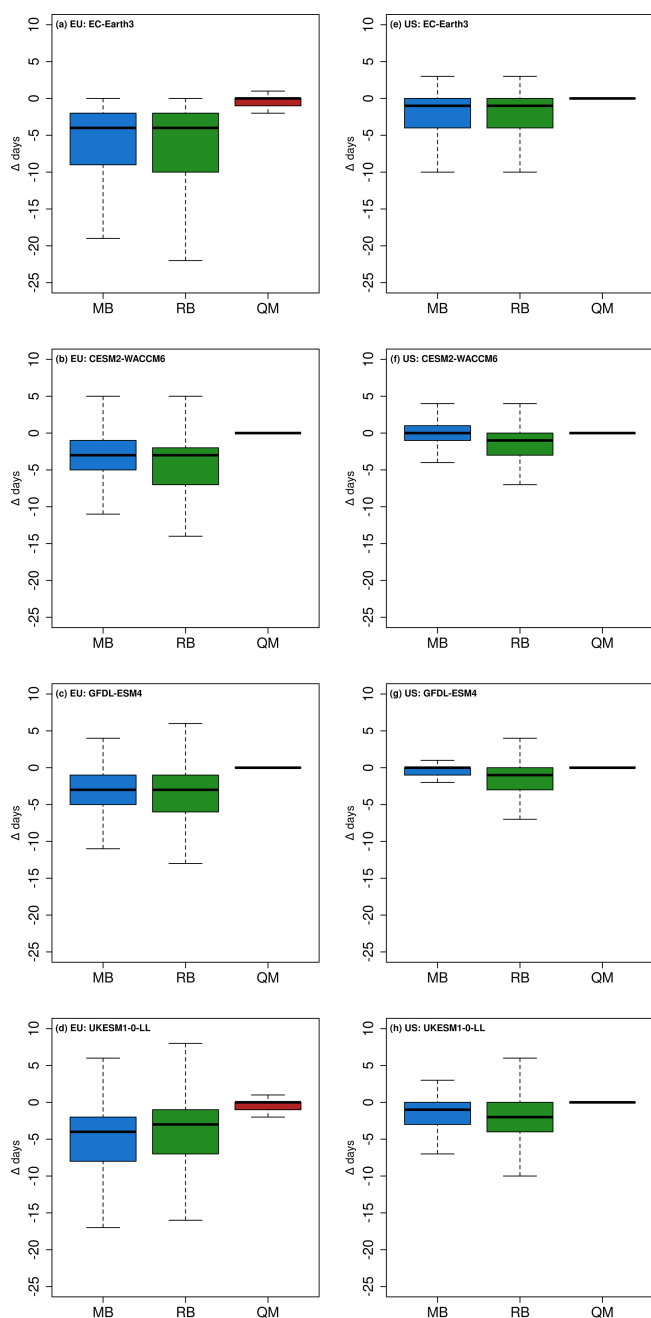 (a) EU: EC-Earth3
10
5
0
-5
-10
-15
-20
-25
Δ days
MB RB QM
(e) US: EC-Earth3
10
5
0
-5
-10
-15
-20
-25
Δ days
MB RB QM
(b) EU: CESM2-WACCM6
10
5
0
-5
-10
-15
-20
-25
Δ days
MB RB QM
(f) US: CESM2-WACCM6
10
5
0
-5
-10
-15
-20
-25
Δ days
MB RB QM
(c) EU: GFDL-ESM4
10
5
0
-5
-10
-15
-20
-25
Δ days
MB RB QM
(g) US: GFDL-ESM4
10
5
0
-5
-10
-15
-20
-25
Δ days
MB RB QM
(d) EU: UKESM1-0-LL
10
5
0
-5
-10
-15
-20
-25
Δ days
MB RB QM
(h) US: UKESM1-0-LL
10
5
0
-5
-10
-15
-20
-25
Δ days
MB RB QM